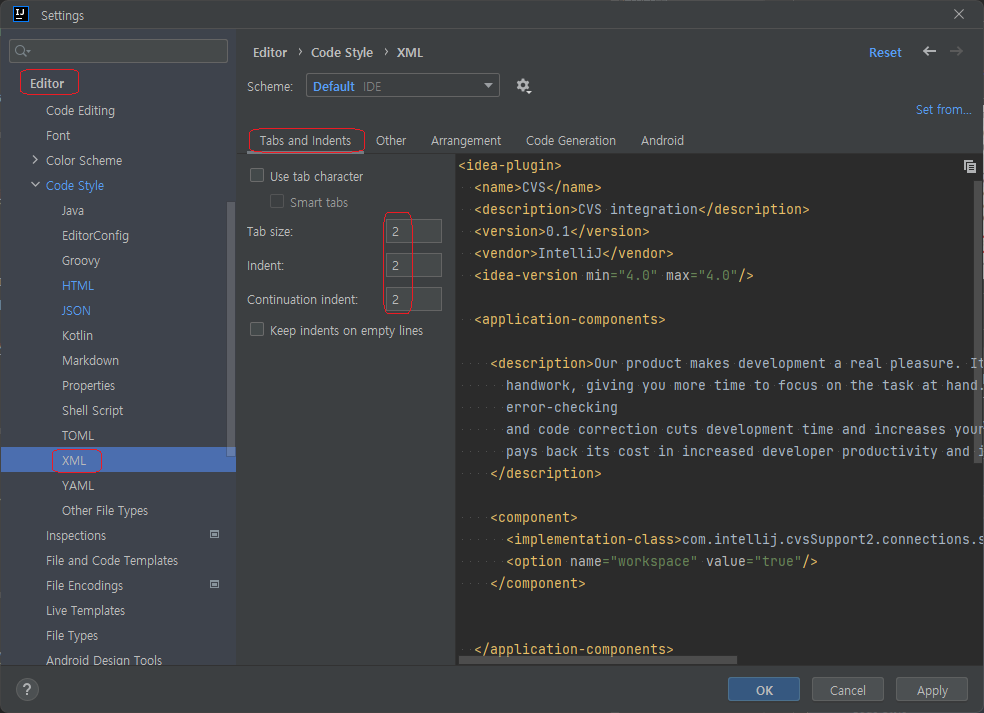 IJ
Settings
Editor
Code Editing
Font
Color Scheme
Code Style
Java
EditorConfig
Groovy
HTML
JSON
Kotlin
Markdown
Properties
Shell Script
TOML
XML
YAML
Other File Types
Inspections
File and Code Templates
File Encodings
Live Templates
File Types
Android Design Tools
?
Editor › Code Style › XML
Reset
Scheme: Default IDE
Set from...
Tabs and Indents Other Arrangement Code Generation Android
Use tab character
Smart tabs
Tab size: 2
Indent: 2
Continuation indent: 2
Keep indents on empty lines
<idea-plugin>
<name>CVS</name>
<description>CVS integration</description>
<version>0.1</version>
<vendor>IntelliJ</vendor>
<idea-version min="4.0" max="4.0"/>
<application-components>
<description>Our product makes development a real pleasure. It
handwork, giving you more time to focus on the task at hand.
error-checking
and code correction cuts development time and increases your
pays back its cost in increased developer productivity and i
</description>
<component>
<implementation-class>com.intellij.cvsSupport2.connections.s
<option name="workspace" value="true"/>
</component>
</application-components>
OK Cancel Apply